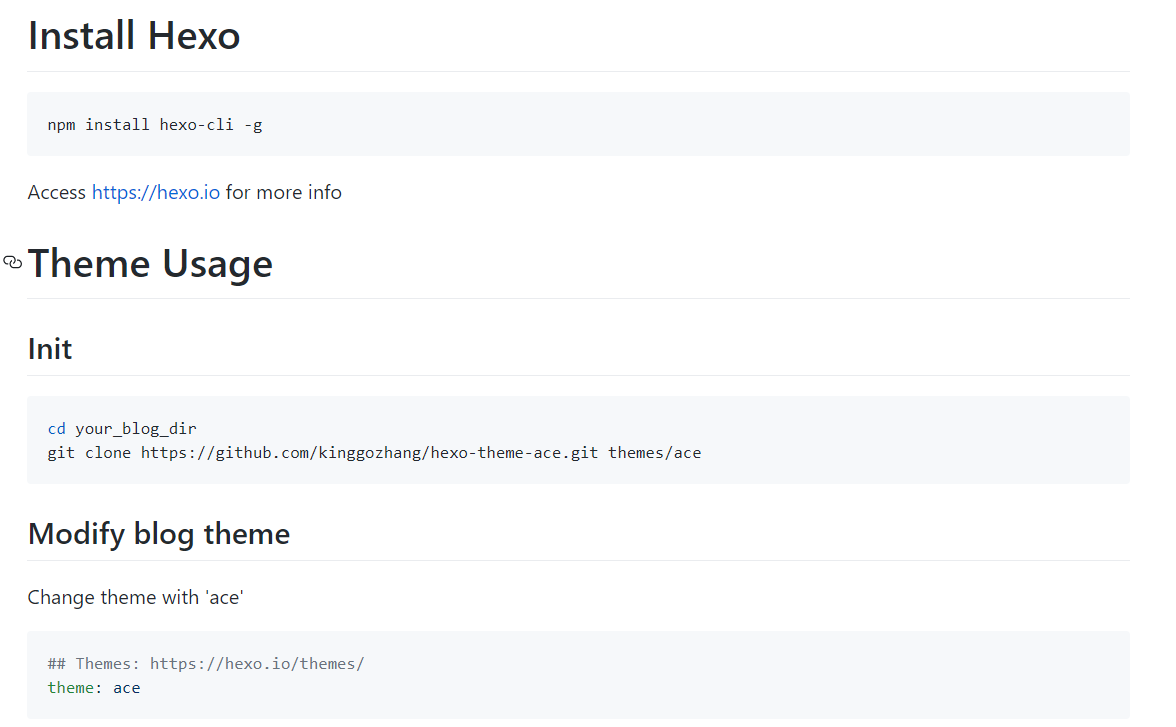 Install Hexo
npm install hexo-cli -g
Access https://hexo.io for more info
Theme Usage
Init
cd your_blog_dir
git clone https://github.com/kinggozhang/hexo-theme-ace.git themes/ace
Modify blog theme
Change theme with 'ace'
## Themes: https://hexo.io/themes/
theme: ace